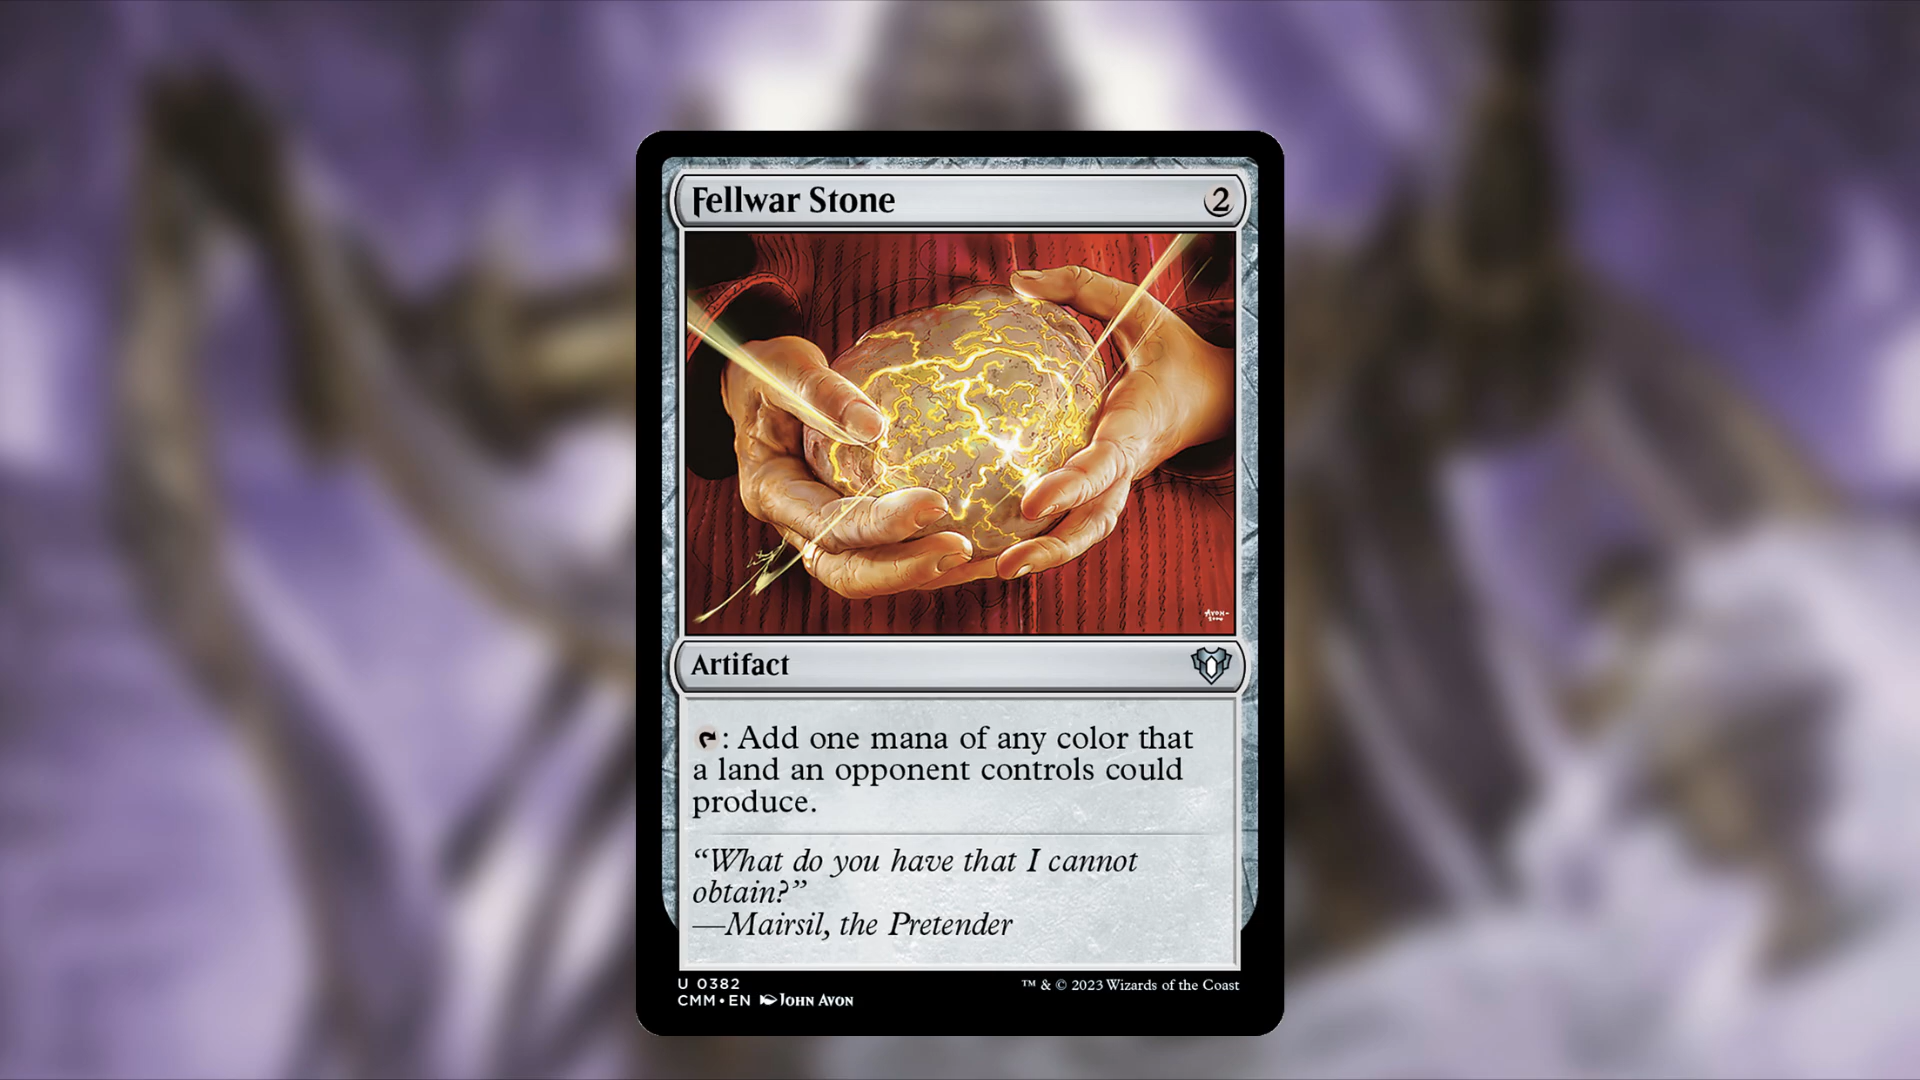 Fellwar Stone 2
AVON-
Artifact
: Add one mana of any color that
a land an opponent controls could
produce.
“What do you have that I cannot
obtain?”
—Mairsil, the Pretender
U 0382
CMM•EN John Avon
™ & © 2023 Wizards of the Coast